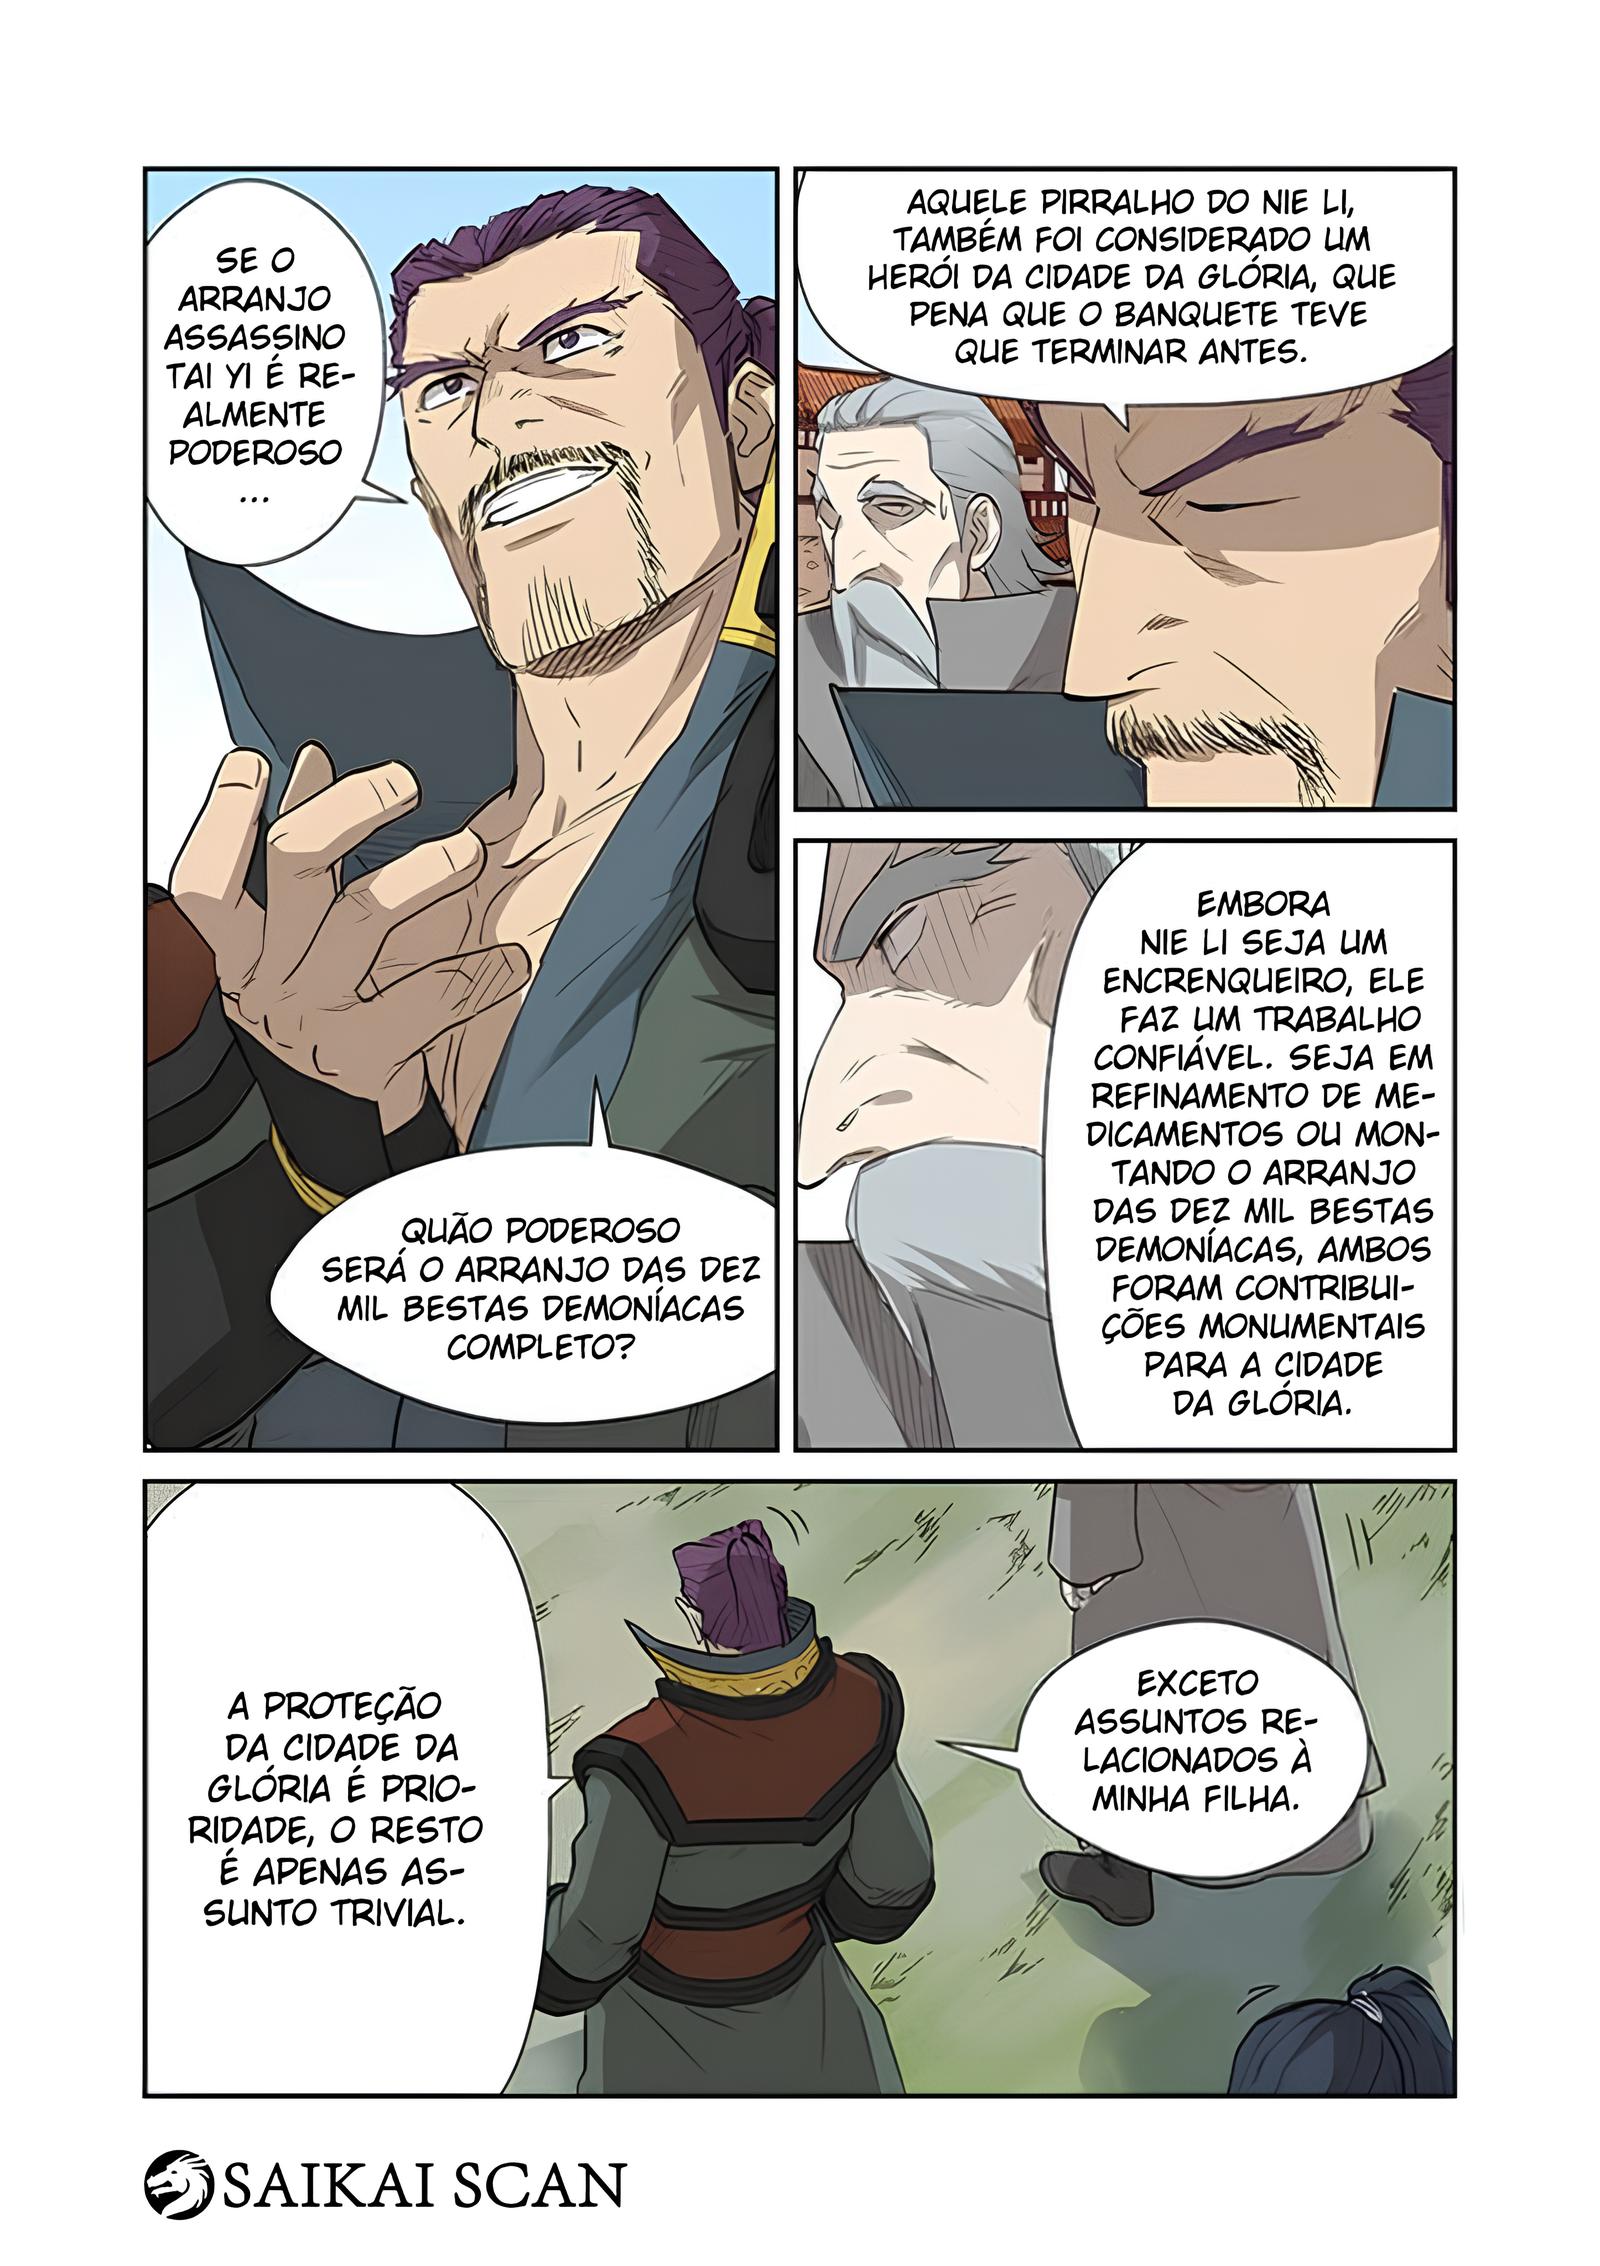 SE O
ARRANJO
ASSASSINO
TAI YI É RE-
ALMENTE
PODEROSO
...
QUÃO PODEROSO
SERÁ O ARRANJO DAS DEZ
MIL BESTAS DEMONÍACAS
COMPLETO?
AQUELE PIRRALHO DO NIE LI,
TAMBÉM FOI CONSIDERADO UM
HERÓI DA CIDADE DA GLÓRIA, QUE
PENA QUE O BANQUETE TEVE
QUE TERMINAR ANTES.
EMBORA
NIE LI SEJA UM
ENCRENQUEIRO, ELE
FAZ UM TRABALHO
CONFIÁVEL. SEJA EM
REFINAMENTO DE ME-
DICAMENTOS OU MON-
TANDO O ARRANJO
DAS DEZ MIL BESTAS
DEMONÍACAS, AMBOS
FORAM CONTRIBUI-
ÇÕES MONUMENTAIS
PARA A CIDADE
DA GLÓRIA.
A PROTEÇÃO
DA CIDADE DA
GLÓRIA É PRIO-
RIDADE, O RESTO
É APENAS AS-
SUNTO TRIVIAL.
EXCETO
ASSUNTOS RE-
LACIONADOS À
MINHA FILHA.
SAIKAI SCAN